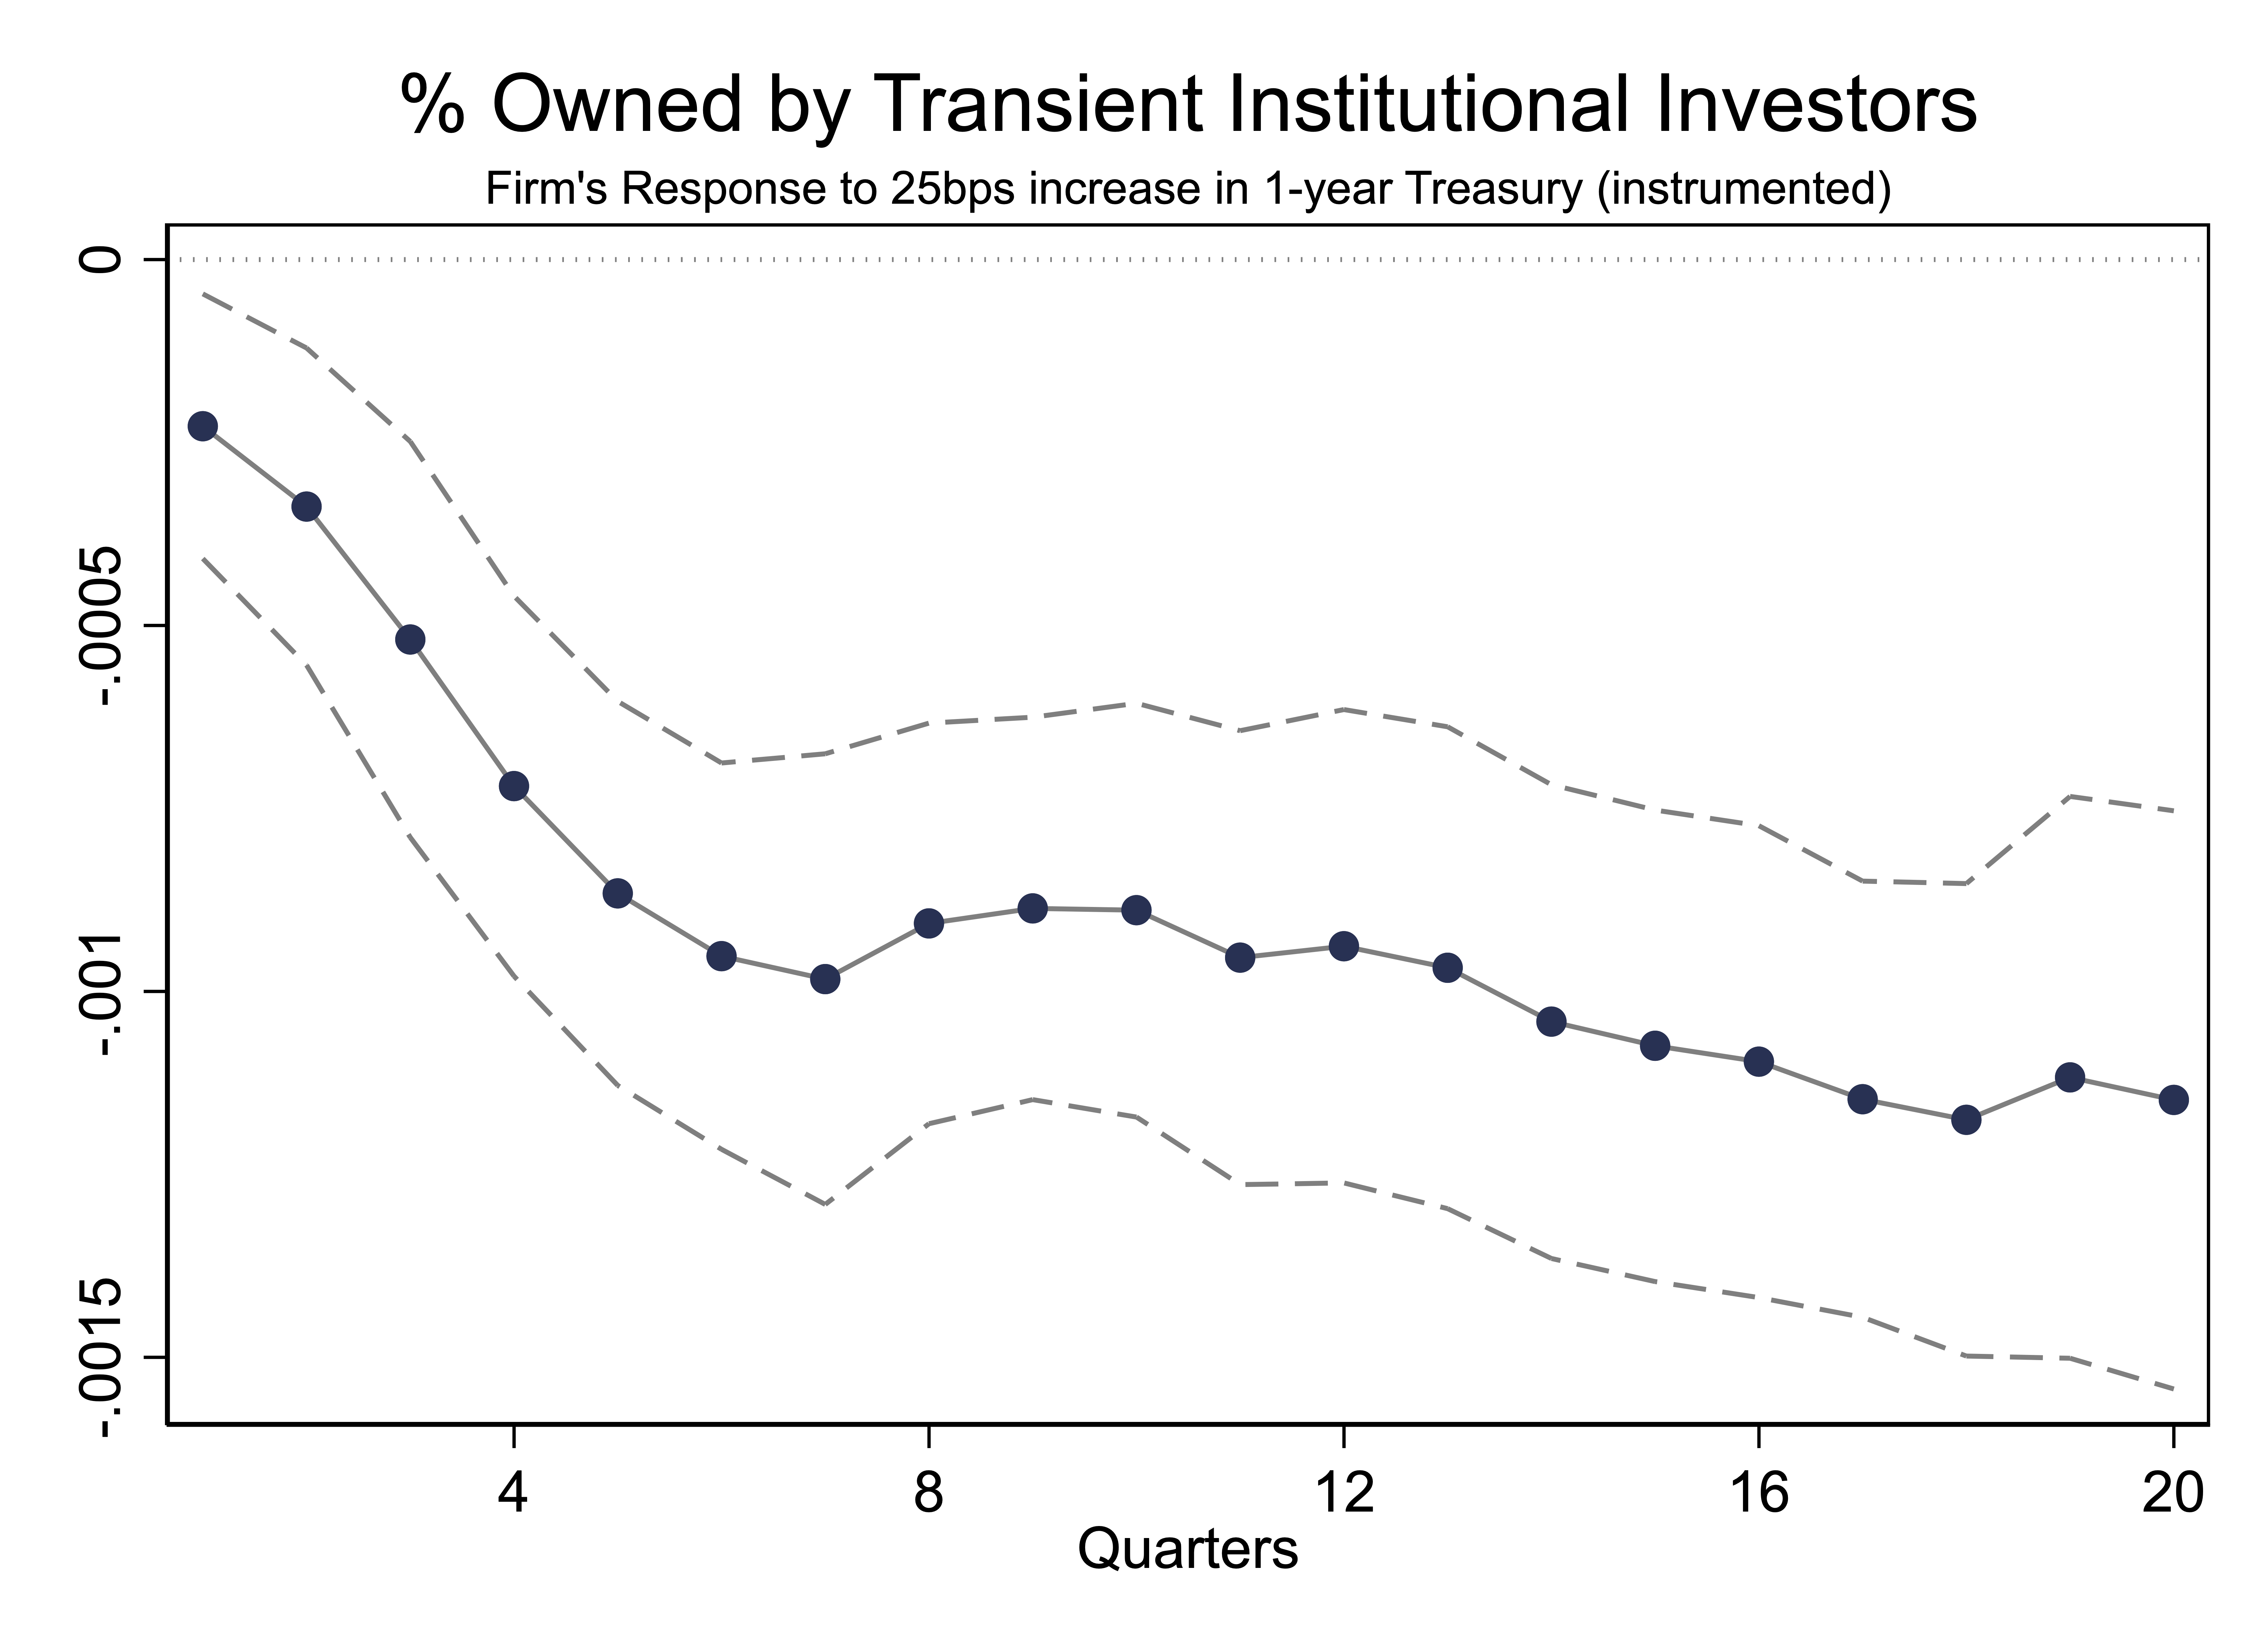 % Owned by Transient Institutional Investors
Firm's Response to 25bps increase in 1-year Treasury (instrumented)
0
-.0005
-.001
-.0015
4 8 12 16 20
Quarters